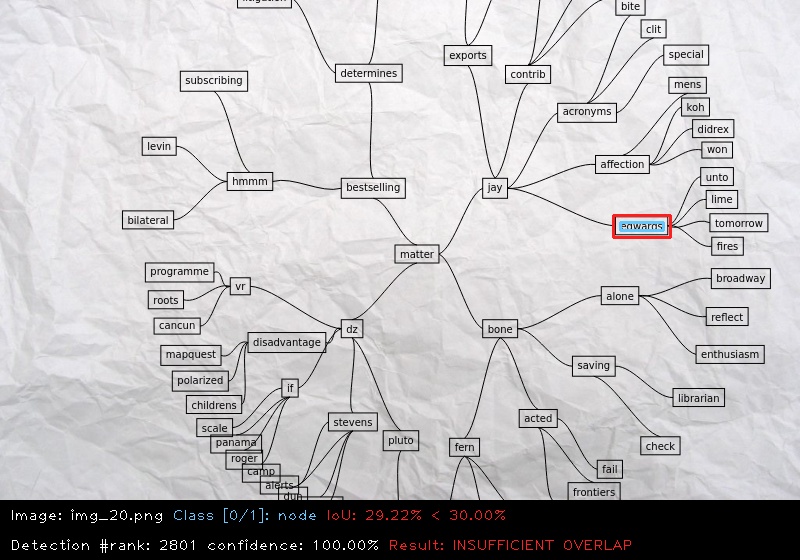 bite
clit
exports
special
determines
contrib
subscribing
mens
koh
acronyms
didrex
levin
won
affection
unto
hmmm
bestselling
jay
lime
bilateral
tomorrow
fires
matter
programme
broadway
vr
roots
alone
reflect
cancun
dz
bone
disadvantage
mapquest
enthusiasm
saving
polarized
if
librarian
childrens
acted
stevens
scale
pluto
panama
fern
check
roger
camp
fail
alerts
frontiers
Image: img_20.png Class [0/1]: node IoU: 29.22% < 30.00%
Detection #rank: 2801 confidence: 100.00% Result: INSUFFICIENT OVERLAP